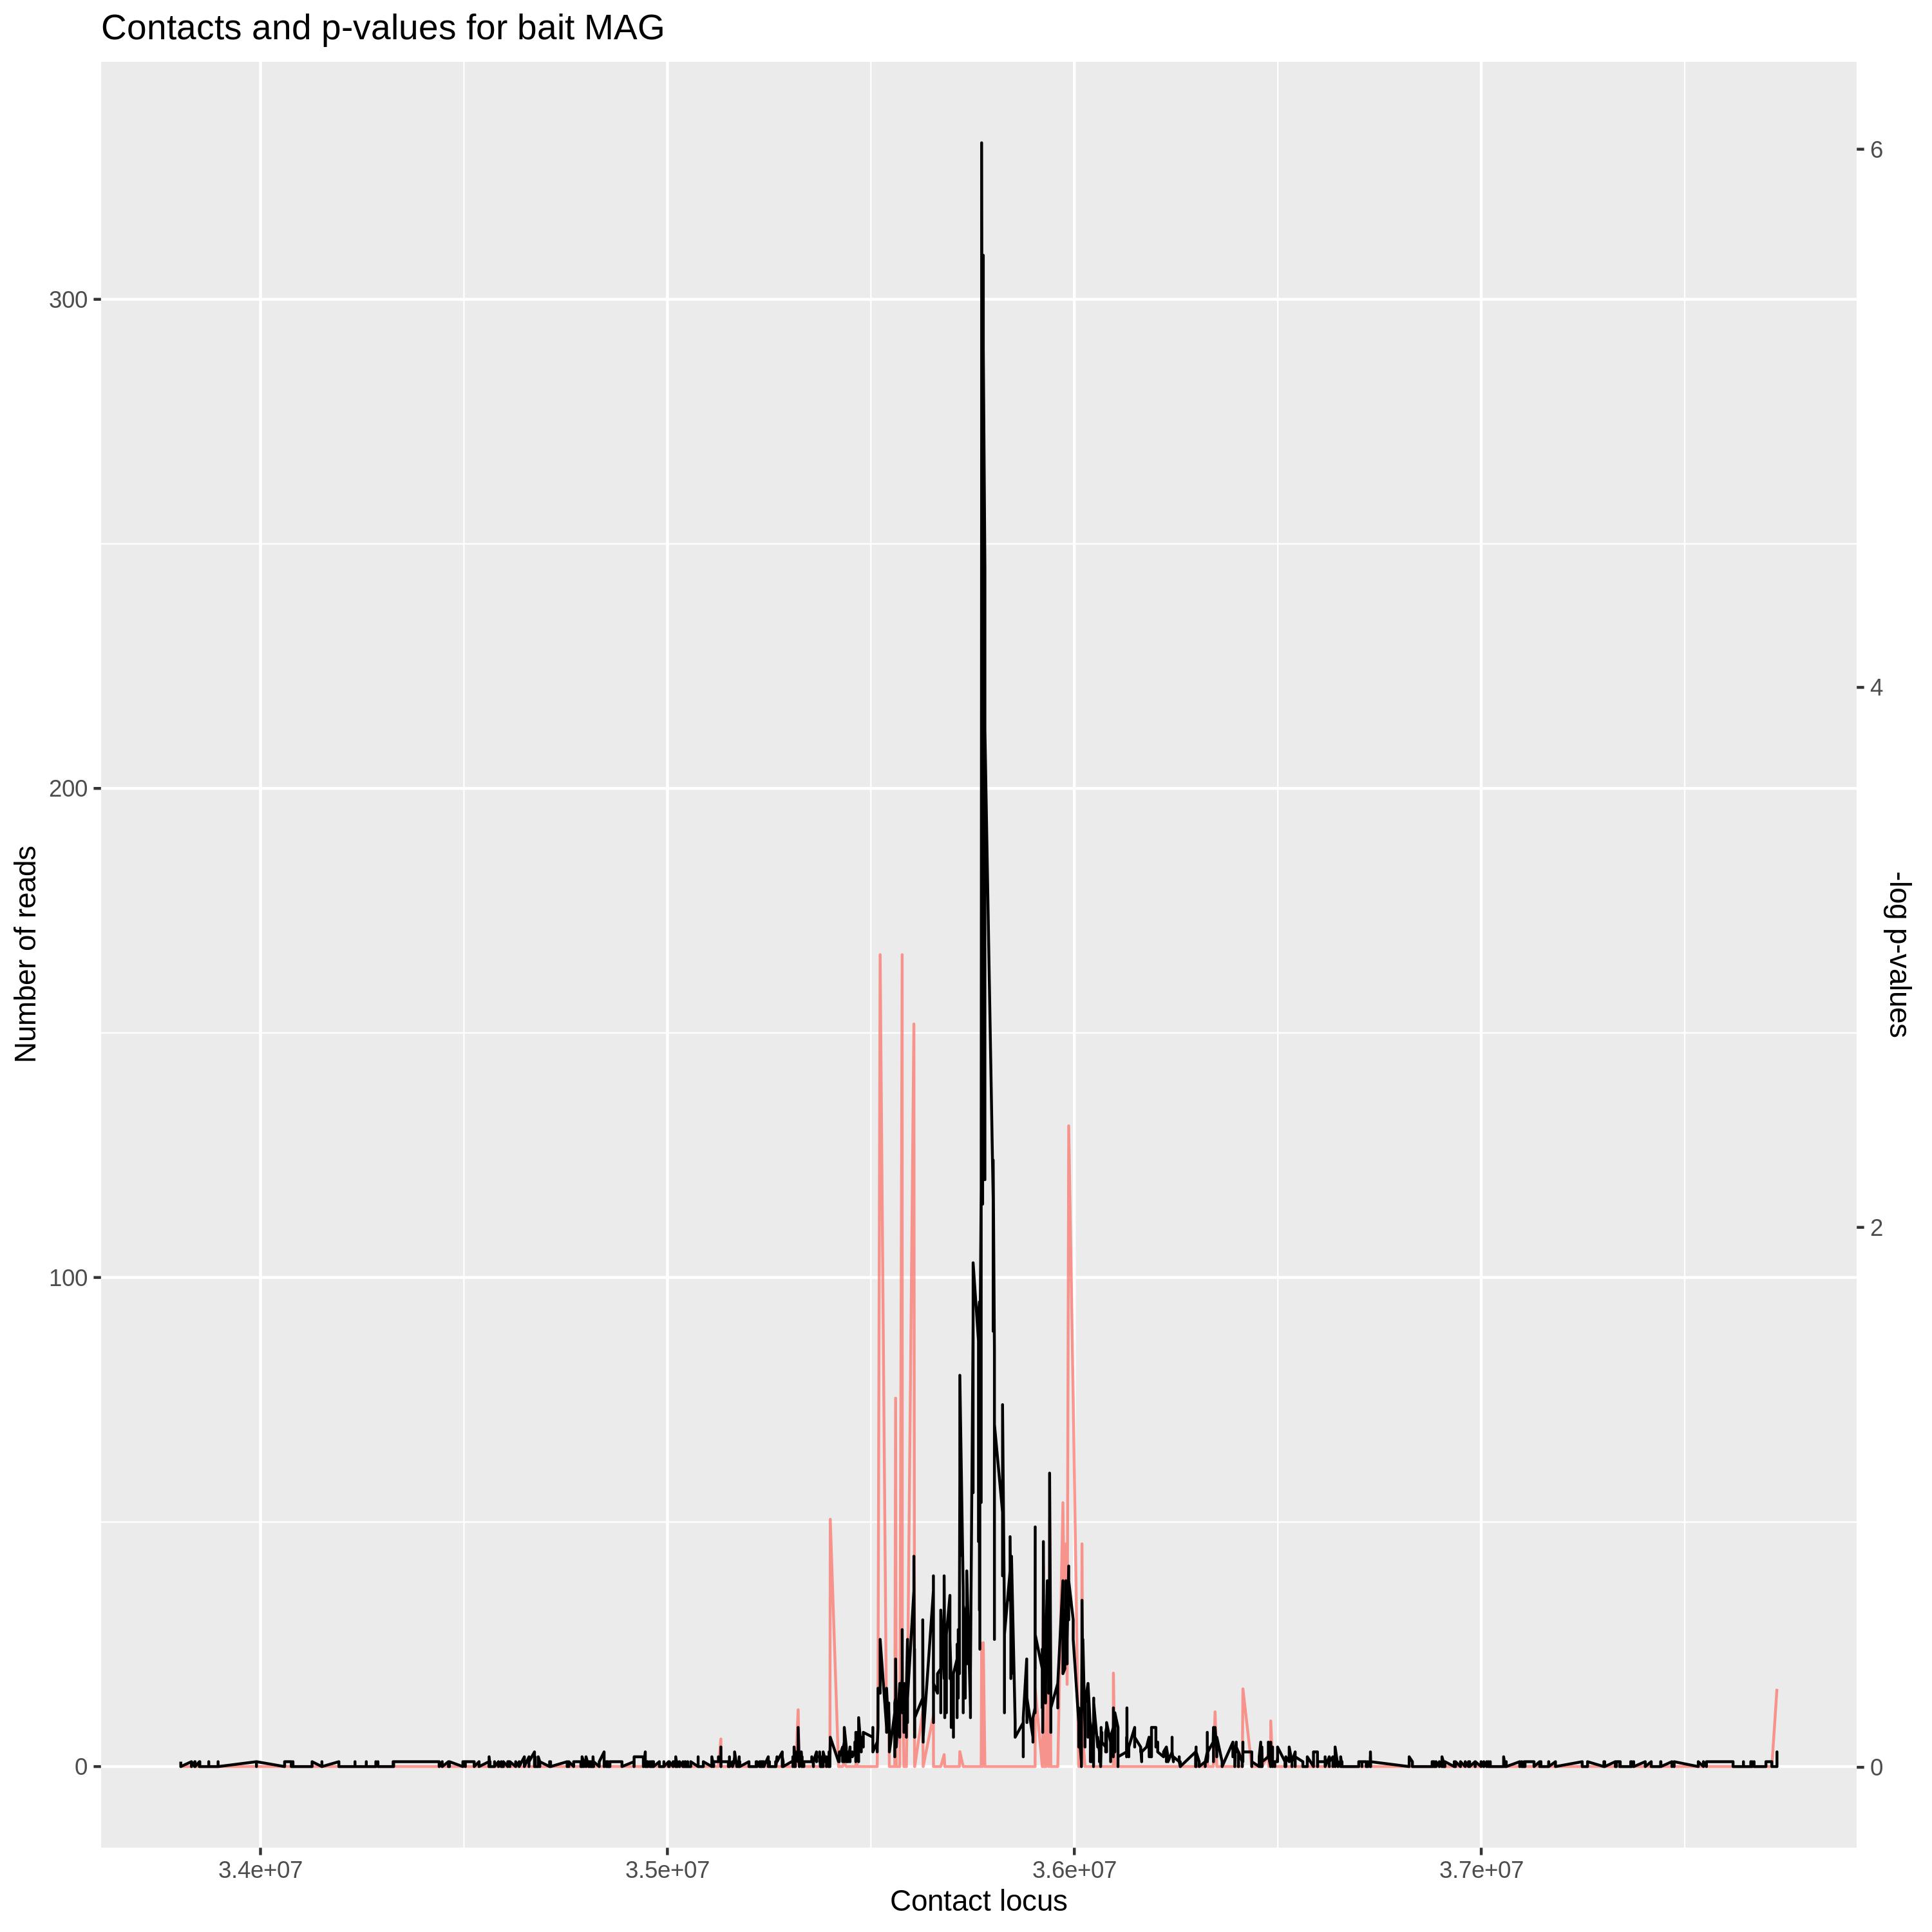 Contacts and p-values for bait MAG
Number of reads
300
200
100
0
6
4
2
0
-log p-values
3.4e+07
3.5e+07
3.6e+07
3.7e+07
Contact locus